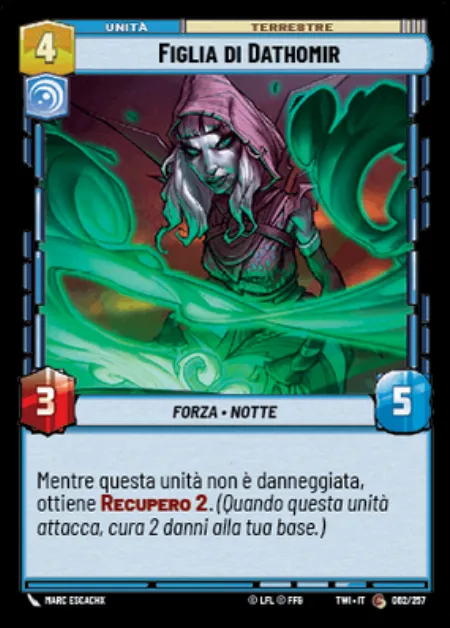 UNITÀ
TERRESTRE
4
FIGLIA DI DATHOMIR
3
FORZA • NOTTE
5
Mentre questa unità non è danneggiata,
ottiene RECUPERO 2. (Quando questa unità
attacca, cura 2 danni alla tua base.)
MARC ESCACHX
© LFL © FFG
TWI • IT
062/257